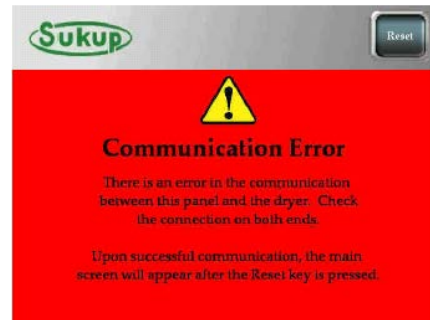 Sukup
Reset
Communication Error
There is an error in the communication
between this panel and the dryer. Check
the connection on both ends.
Upon successful communication, the main
screen will appear after the Reset key is pressed.